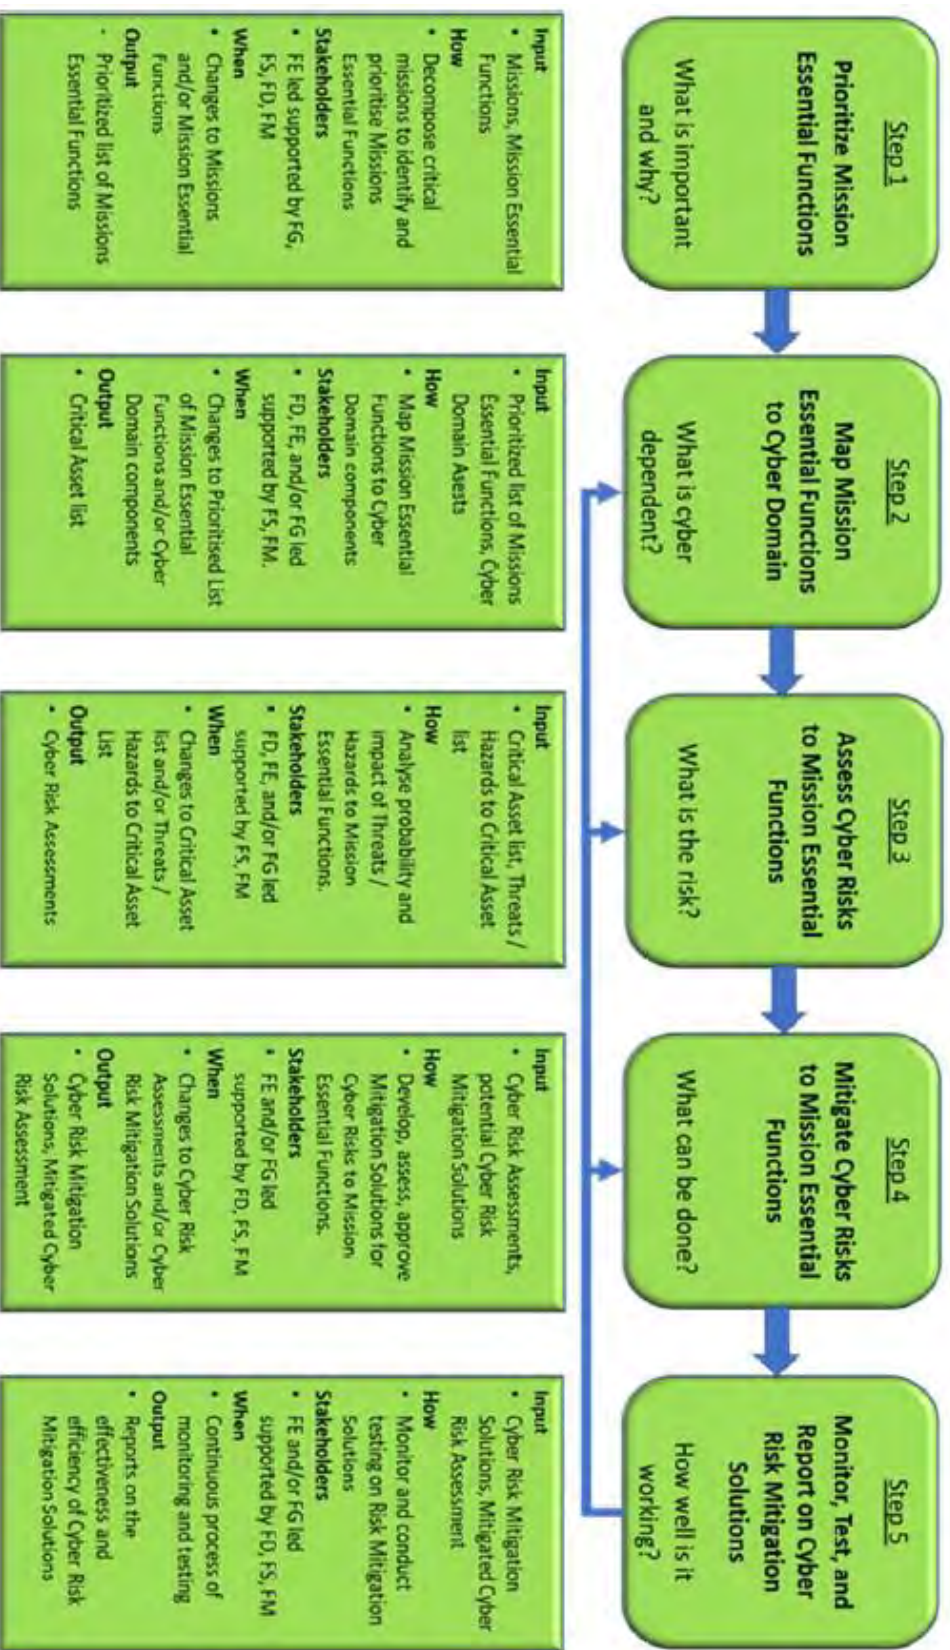 Step 1
Prioritize Mission
Essential Functions
What is important
and why?
Step 2
Map Mission
Essential Functions
to Cyber Domain
What is cyber
dependent?
Step 3
Assess Cyber Risks
to Mission Essential
Functions
What is the risk?
Step 4
Mitigate Cyber Risks
to Mission Essential
Functions
What can be done?
Step 5
Monitor, Test, and
Report on Cyber
Risk Mitigation
Solutions
How well is it
working?
Input
• Missions, Mission Essential
Functions
How
• Decompose critical
missions to identify and
prioritise Missions
Essential Functions
Stakeholders
• FE led supported by FG,
FS, FD, FM
When
• Changes to Missions
and/or Mission Essential
Functions
Output
• Prioritized list of Missions
Essential Functions
Input
• Prioritized list of Missions
Essential Functions, Cyber
Domain Asests
How
• Map Mission Essential
Functions to Cyber
Domain components
Stakeholders
• FD, FE, and/or FG led
supported by FS, FM.
When
• Changes to Prioritised List
of Mission Essential
Functions and/or Cyber
Domain components
Output
• Critical Asset list
Input
• Critical Asset list, Threats /
Hazards to Critical Asset
list
How
• Analyse probability and
impact of Threats /
Hazards to Mission
Essential Functions.
Stakeholders
• FD, FE, and/or FG led
supported by FS, FM
When
• Changes to Critical Asset
list and/or Threats /
Hazards to Critical Asset
List
Output
• Cyber Risk Assessments
Input
• Cyber Risk Assessments,
potential Cyber Risk
Mitigation Solutions
How
• Develop, assess, approve
Mitigation Solutions for
Cyber Risks to Mission
Essential Functions.
Stakeholders
• FE and/or FG led
supported by FD, FS, FM
When
• Changes to Cyber Risk
Assessments and/or Cyber
Risk Mitigation Solutions
Output
• Cyber Risk Mitigation
Solutions, Mitigated Cyber
Risk Assessment
Input
• Cyber Risk Mitigation
Solutions, Mitigated Cyber
Risk Assessment
How
• Monitor and conduct
testing on Risk Mitigation
Solutions
Stakeholders
• FE and/or FG led
supported by FD, FS, FM
When
• Continuous process of
monitoring and testing
Output
• Reports on the
effectiveness and
efficiency of Cyber Risk
Mitigation Solutions